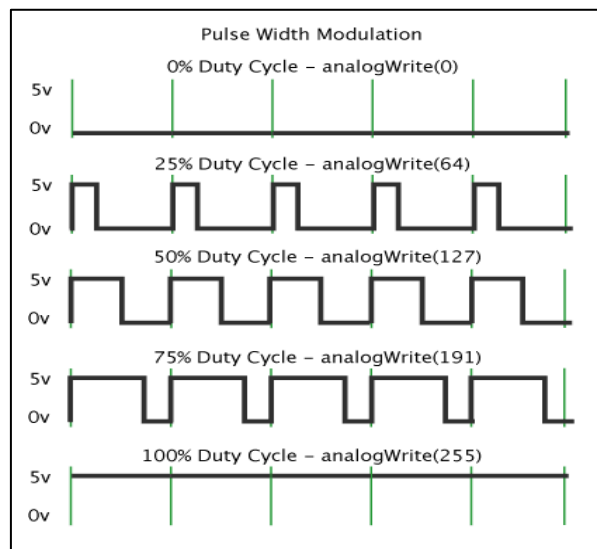 Pulse Width Modulation
0% Duty Cycle – analogWrite(0)
5v
0v
25% Duty Cycle – analogWrite(64)
5v
0v
50% Duty Cycle – analogWrite(127)
5v
0v
75% Duty Cycle – analogWrite(191)
5v
0v
100% Duty Cycle – analogWrite(255)
5v
0v